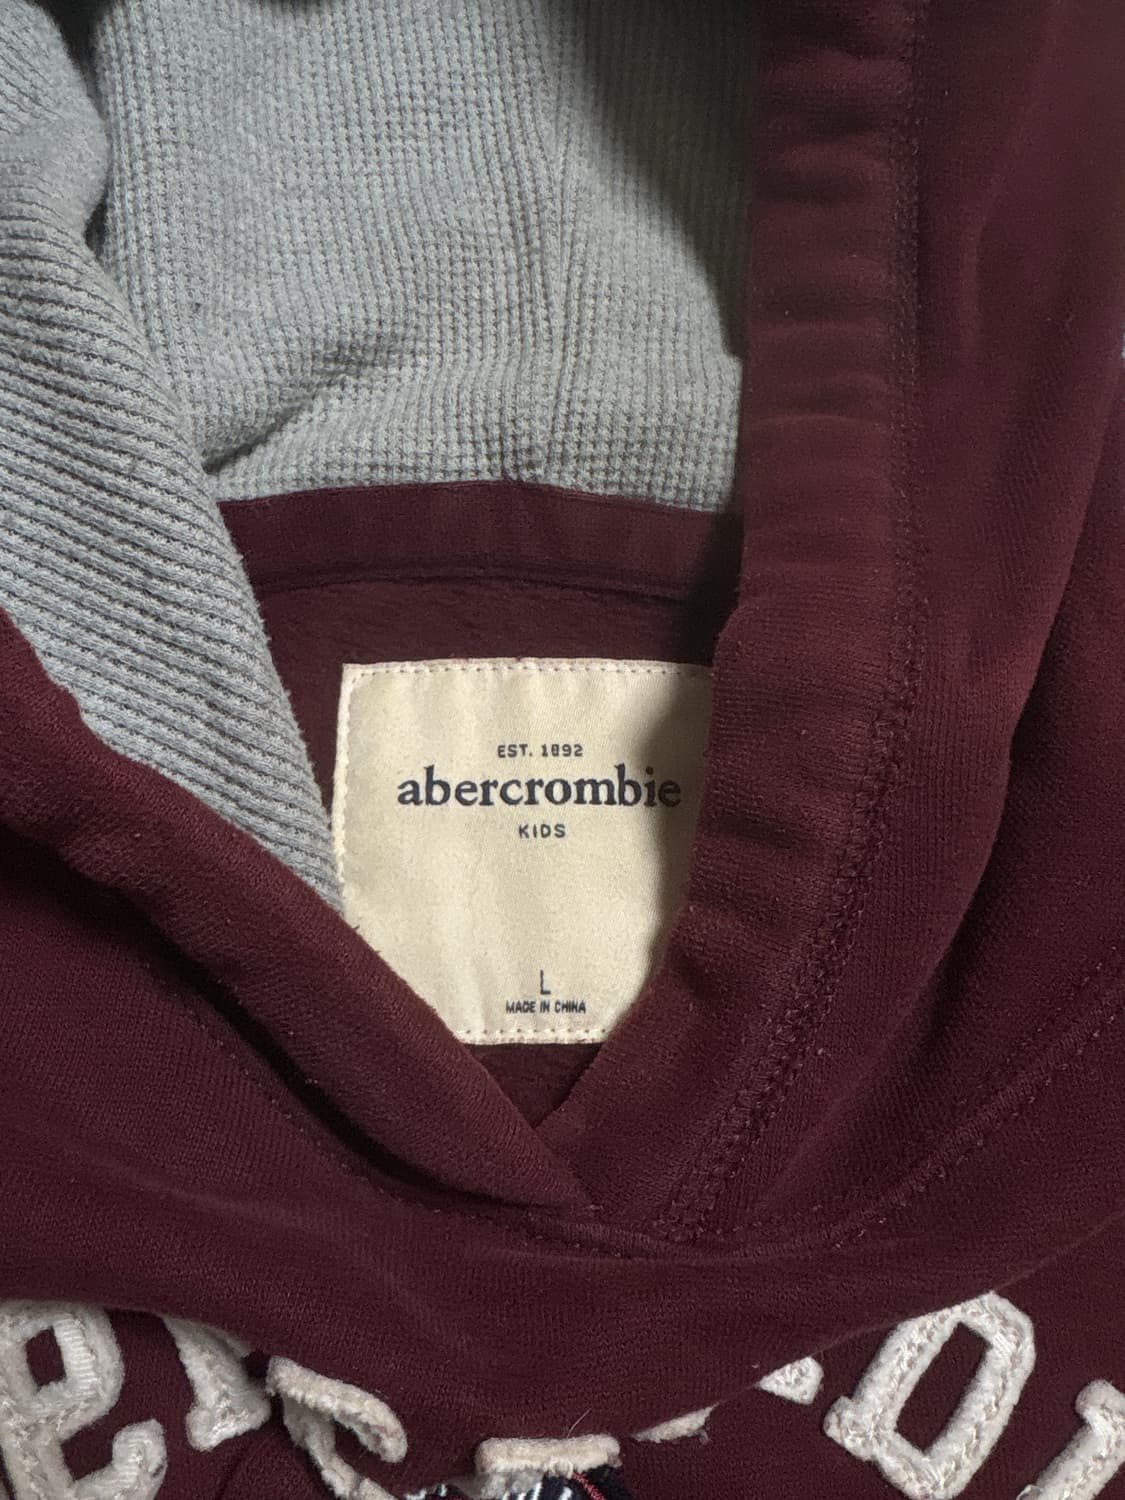 EST. 1892
abercrombie
KIDS
L
MADE IN CHINA